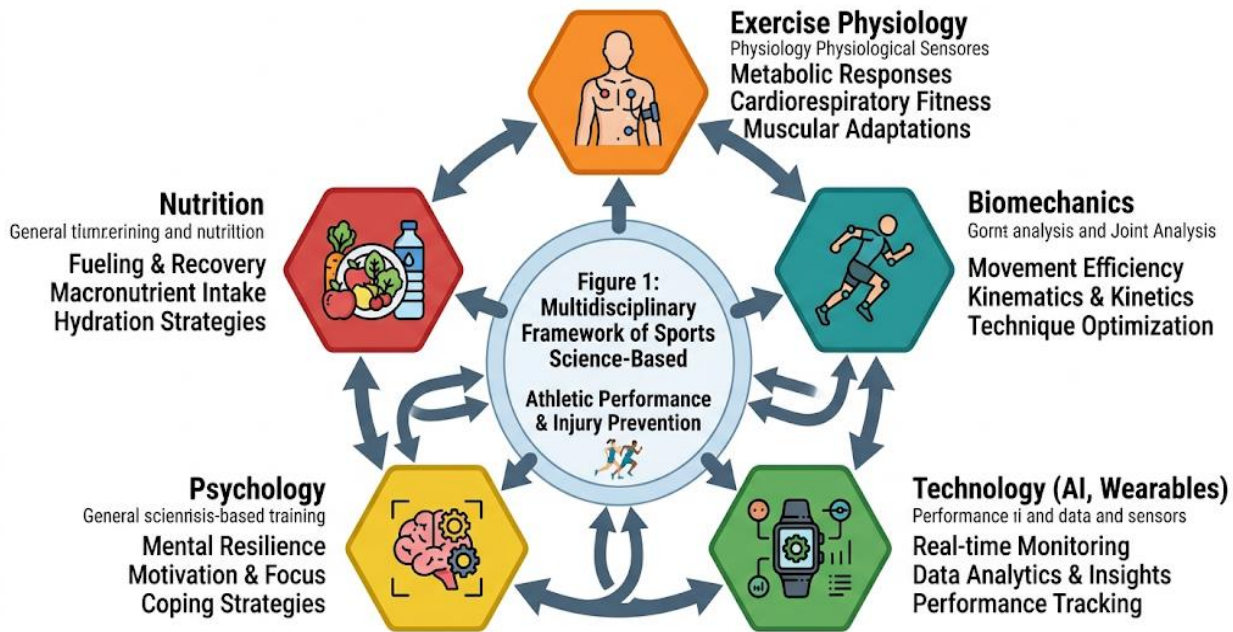 Exercise Physiology
Physiology Physiological Sensores
Metabolic Responses
Cardiorespiratory Fitness
Muscular Adaptations
Nutrition
General and nutrition
Fueling & Recovery
Macronutrient Intake
Hydration Strategies
Biomechanics
analysis and Joint Analysis
Movement Efficiency
Kinematics & Kinetics
Technique Optimization
Figure 1:
Multidisciplinary
Framework of Sports
Science-Based
Athletic Performance
& Injury Prevention
Psychology
General -based training
Mental Resilience
Motivation & Focus
Coping Strategies
Technology (AI, Wearables)
Performance and data and sensors
Real-time Monitoring
Data Analytics & Insights
Performance Tracking